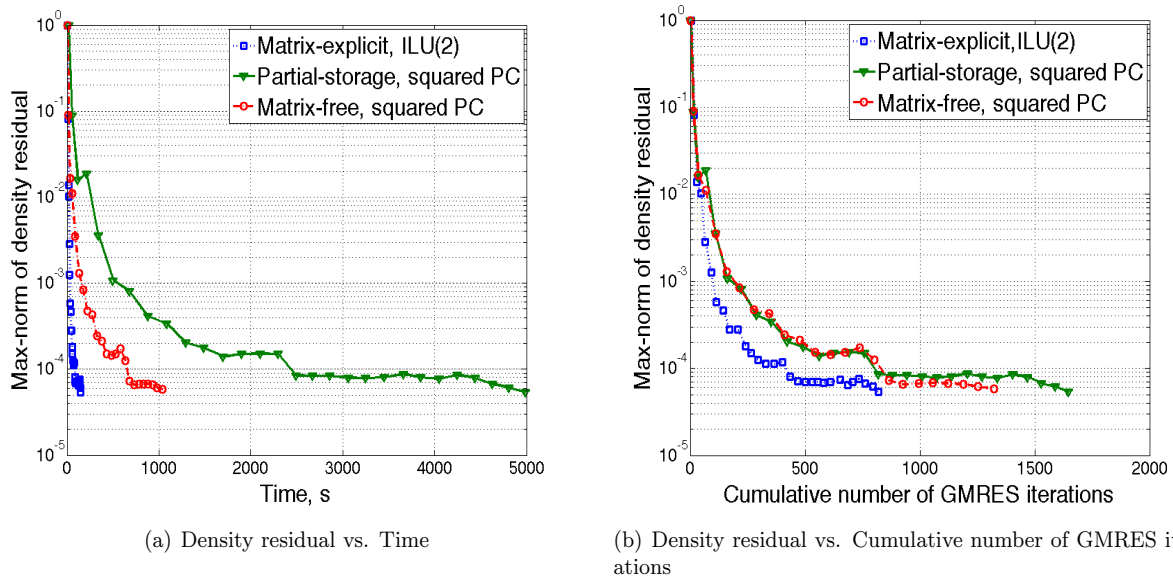 10^0
10^-1
10^-2
10^-3
10^-4
10^-5
Max-norm of density residual
Matrix-explicit, ILU(2)
Partial-storage, squared PC
Matrix-free, squared PC
0 1000 2000 3000 4000 5000
Time, s
(a) Density residual vs. Time
10^0
10^-1
10^-2
10^-3
10^-4
10^-5
Max-norm of density residual
Matrix-explicit,ILU(2)
Partial-storage, squared PC
Matrix-free, squared PC
0 500 1000 1500 2000
Cumulative number of GMRES iterations
(b) Density residual vs. Cumulative number of GMRES it
ations